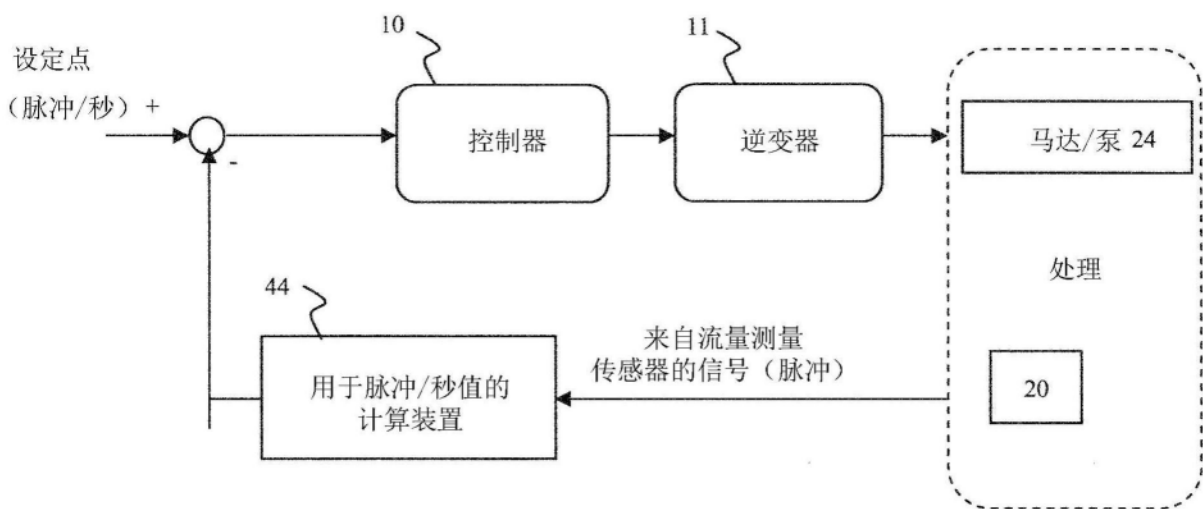 10
11
设定点
（脉冲/秒）+
-
控制器
逆变器
马达/泵 24
处理
44
来自流量测量
传感器的信号（脉冲）
用于脉冲/秒值的
计算装置
20